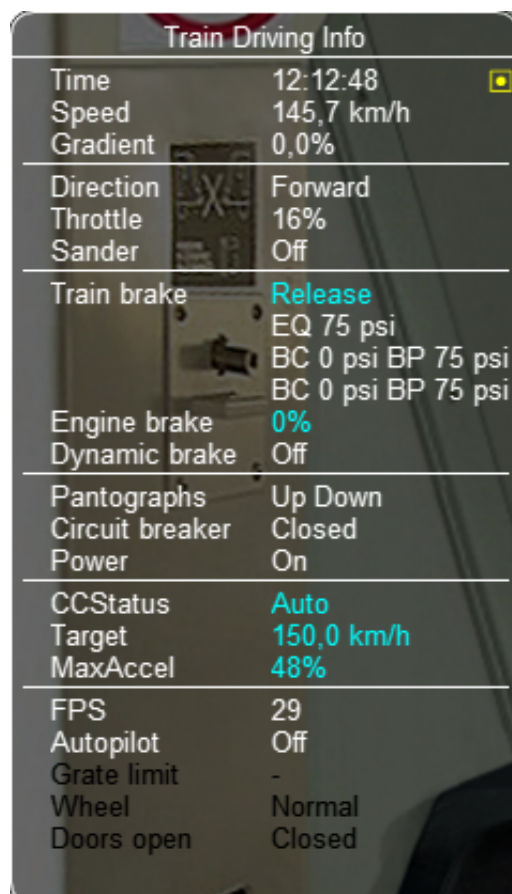 Train Driving Info
Time 12:12:48
Speed 145,7 km/h
Gradient 0,0%
Direction Forward
Throttle 16%
Sander Off
Train brake Release
EQ 75 psi
BC 0 psi BP 75 psi
BC 0 psi BP 75 psi
Engine brake 0%
Dynamic brake Off
Pantographs Up Down
Circuit breaker Closed
Power On
CCStatus Auto
Target 150,0 km/h
MaxAccel 48%
FPS 29
Autopilot Off
Grate limit -
Wheel Normal
Doors open Closed